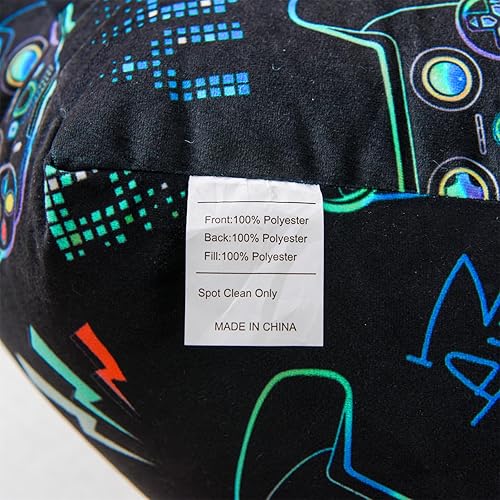 Front:100% Polyester
Back:100% Polyester
Fill:100% Polyester
Spot Clean Only
MADE IN CHINA